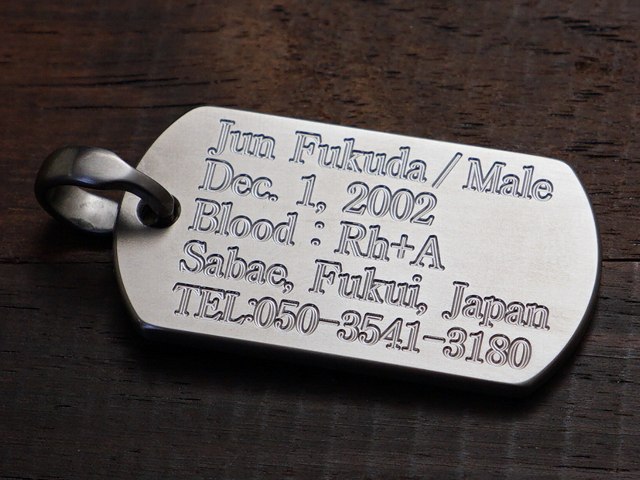 Jun Fukuda / Male
Dec. 1, 2002
Blood : Rh+A
Sabae, Fukui, Japan
TEL:050-3541-3180